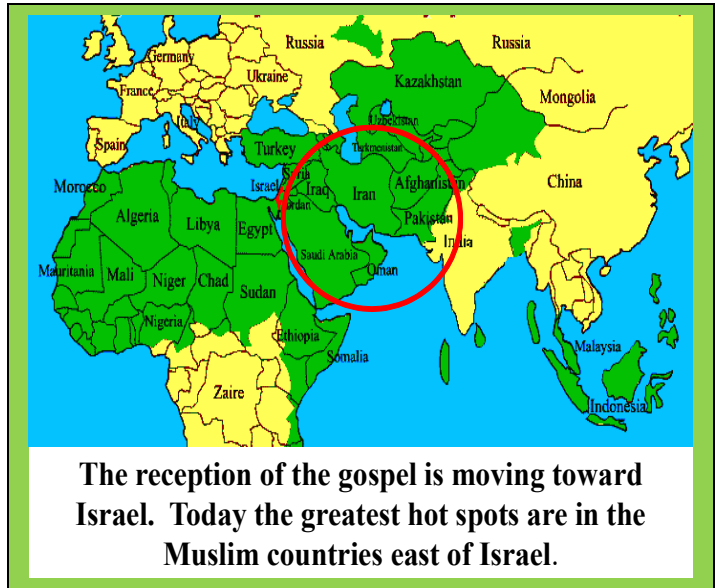 Russia
Russia
Germany
Ukraine
France
Kazakhstan
Mongolia
Italy
Spain
Uzbekistan
Turkey
Turkmenistan
Syria
China
Morocco
Israel
Iraq
Iran
Afghanistan
Jordan
Algeria
Libya
Egypt
Pakistan
India
Saudi Arabia
Oman
Mauritania
Mali
Niger
Chad
Sudan
Nigeria
Ethiopia
Somalia
Malaysia
Zaire
Indonesia
The reception of the gospel is moving toward
Israel.  Today the greatest hot spots are in the
Muslim countries east of Israel.